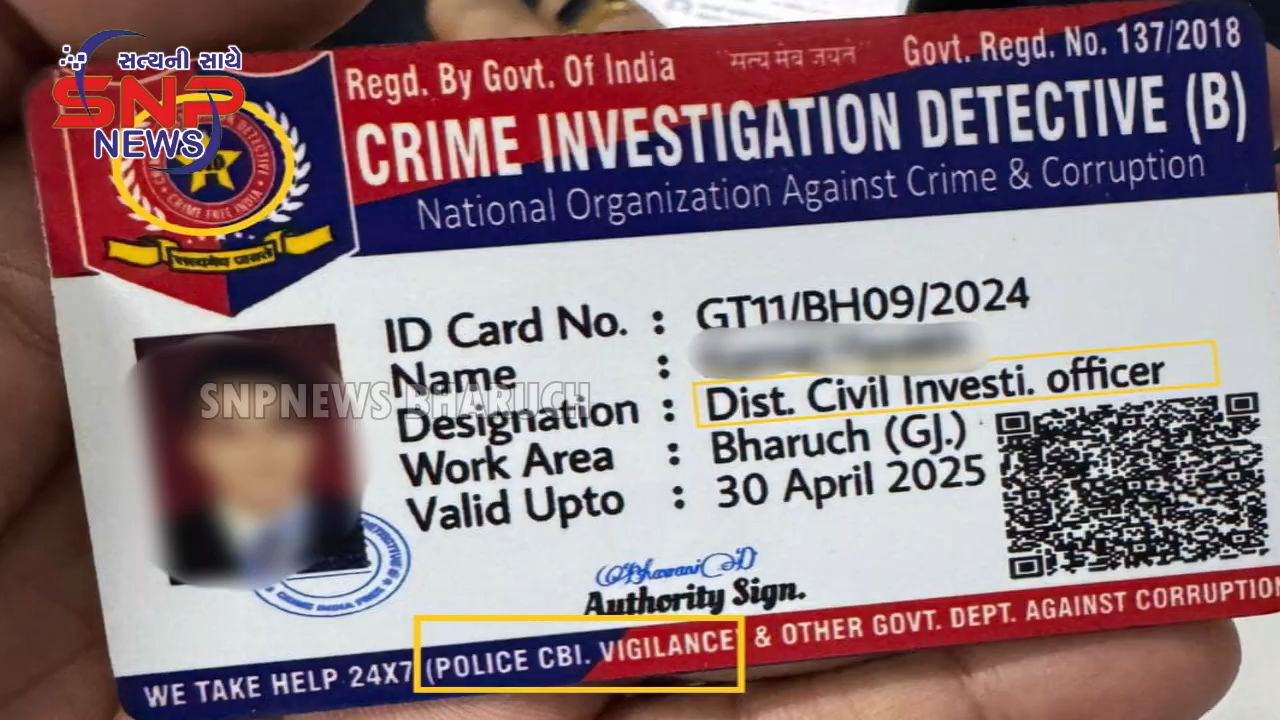 સત્યની સાથે
SNP
NEWS
Regd. By Govt. Of India
"सत्य मेव जयते"
Govt. Regd. No. 137/2018
CRIME INVESTIGATION DETECTIVE (B)
National Organization Against Crime & Corruption
CRIME FREE INDIA
ID Card No. : GT11/BH09/2024
Name :
Designation : Dist. Civil Investi. officer
Work Area : Bharuch (GJ.)
Valid Upto : 30 April 2025
SNPNEWS BHARUCH
Authority Sign.
WE TAKE HELP 24X7 (POLICE CBI. VIGILANCE) & OTHER GOVT. DEPT. AGAINST CORRUPTION